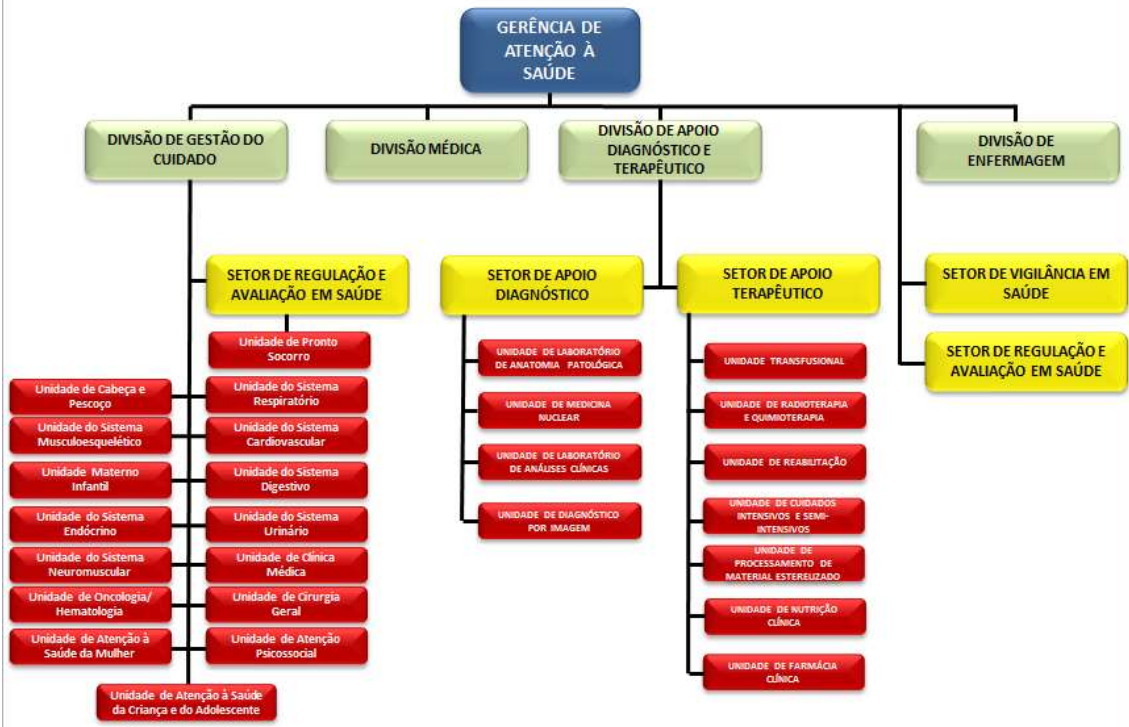 GERÊNCIA DE
ATENÇÃO À
SAÚDE
DIVISÃO DE GESTÃO DO
CUIDADO
DIVISÃO MÉDICA
DIVISÃO DE APOIO
DIAGNÓSTICO E
TERAPÊUTICO
DIVISÃO DE
ENFERMAGEM
SETOR DE REGULAÇÃO E
AVALIAÇÃO EM SAÚDE
SETOR DE APOIO
DIAGNÓSTICO
SETOR DE APOIO
TERAPÊUTICO
SETOR DE VIGILÂNCIA EM
SAÚDE
SETOR DE REGULAÇÃO E
AVALIAÇÃO EM SAÚDE
Unidade de Pronto
Socorro
Unidade de Cabeça e
Pescoço
Unidade do Sistema
Respiratório
Unidade do Sistema
Musculoesquelético
Unidade do Sistema
Cardiovascular
Unidade Materno
Infantil
Unidade do Sistema
Digestivo
Unidade do Sistema
Endócrino
Unidade do Sistema
Urinário
Unidade do Sistema
Neuromuscular
Unidade de Clínica
Médica
Unidade de Oncologia/
Hematologia
Unidade de Cirurgia
Geral
Unidade de Atenção à
Saúde da Mulher
Unidade de Atenção
Psicossocial
Unidade de Atenção à Saúde
da Criança e do Adolescente
UNIDADE DE LABORATÓRIO
DE ANATOMIA PATOLÓGICA
UNIDADE DE MEDICINA
NUCLEAR
UNIDADE DE LABORATÓRIO
DE ANÁLISES CLÍNICAS
UNIDADE DE DIAGNÓSTICO
POR IMAGEM
UNIDADE TRANSFUSIONAL
UNIDADE DE RADIOTERAPIA
E QUIMIOTERAPIA
UNIDADE DE REABILITAÇÃO
UNIDADE DE CUIDADOS
INTENSIVOS E SEMI-
INTENSIVOS
UNIDADE DE
PROCESSAMENTO DE
MATERIAL ESTERELIZADO
UNIDADE DE NUTRIÇÃO
CLÍNICA
UNIDADE DE FARMÁCIA
CLÍNICA